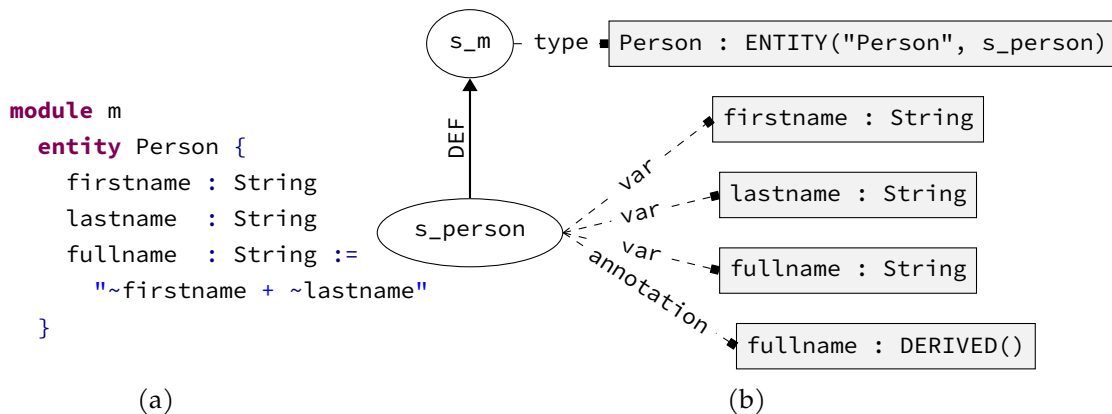 module m
entity Person {
firstname : String
lastname  : String
fullname  : String :=
"~firstname + ~lastname"
}
(a)
s_m
type
Person : ENTITY("Person", s_person)
DEF
s_person
var
firstname : String
var
lastname : String
var
fullname : String
annotation
fullname : DERIVED()
(b)